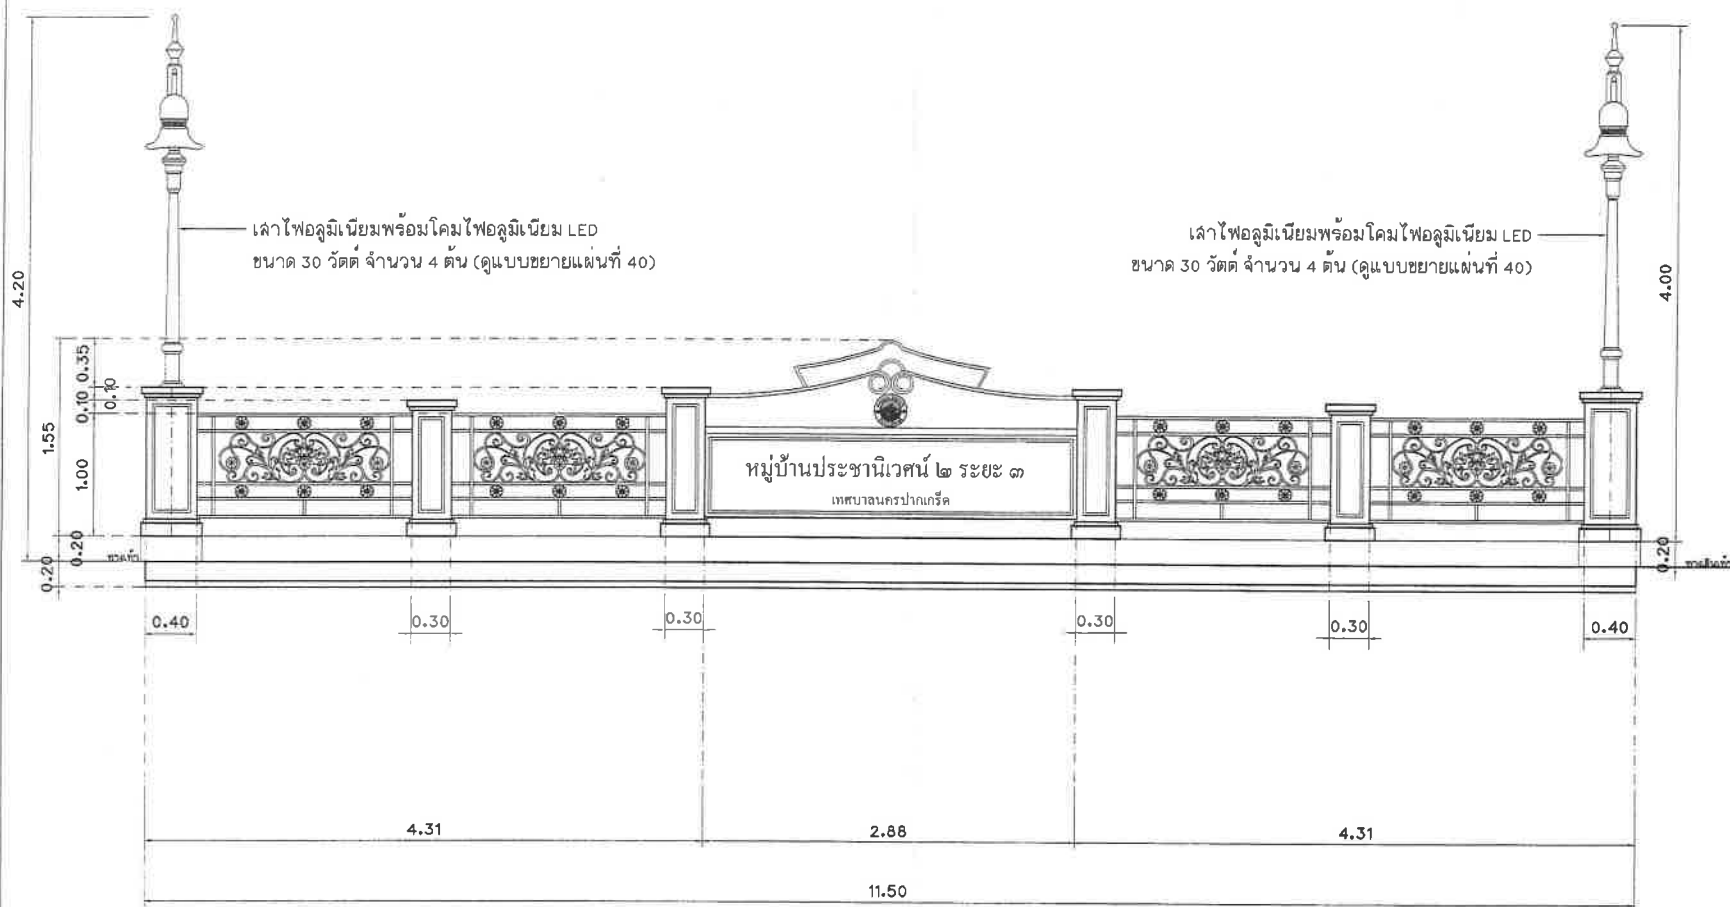 4.20
เสาไฟอลูมิเนียมพร้อมโคมไฟอลูมิเนียม LED
ขนาด 30 วัตต์ จำนวน 4 ต้น (ดูแบบขยายแผ่นที่ 40)
เสาไฟอลูมิเนียมพร้อมโคมไฟอลูมิเนียม LED
ขนาด 30 วัตต์ จำนวน 4 ต้น (ดูแบบขยายแผ่นที่ 40)
4.00
0.35
0.10
0.10
1.55
1.00
0.20
0.20
หมู่บ้านประชานิเวศน์ ๒ ระยะ ๓
เทศบาลนครปากเกร็ด
ทางเท้า
0.20
0.40
0.30
0.30
0.30
0.30
0.40
4.31
2.88
4.31
11.50